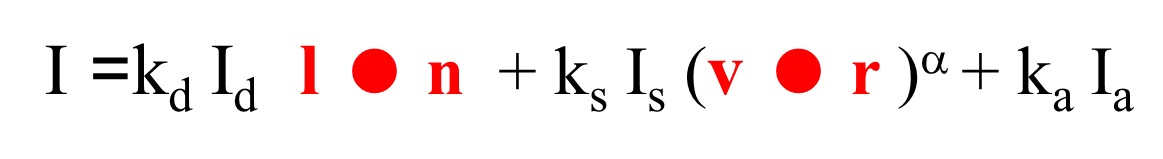 I =k_d I_d l ● n + k_s I_s (v ● r )^α + k_a I_a